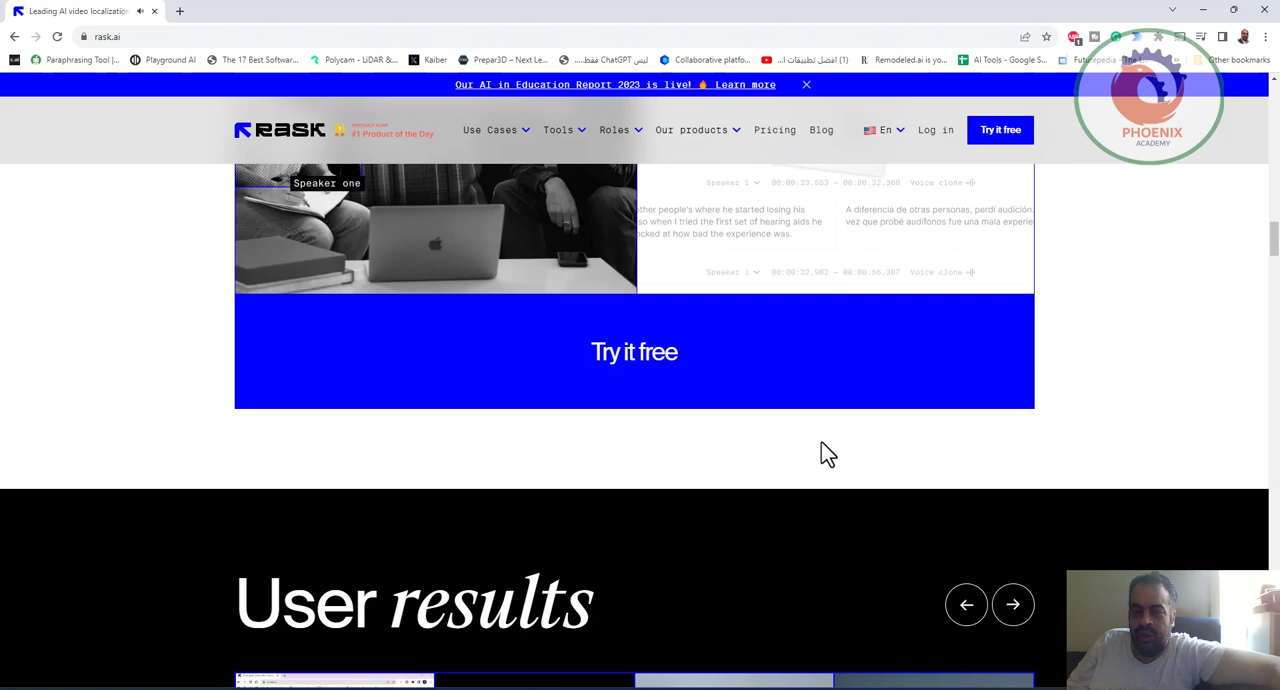 Leading AI video localization
rask.ai
Paraphrasing Tool |...
Playground AI
The 17 Best Softwar...
Polycam - LiDAR &...
Kaiber
Prepar3D – Next Le...
ليس ChatGPT فقط...
Collaborative platfo...
(1) افضل تطبيقات ا...
Remodeled.ai is yo...
AI Tools - Google S...
Other bookmarks
Our AI in Education Report 2023 is live! 🔥 Learn more
RASK
PRODUCT HUNT
#1 Product of the Day
Use Cases
Tools
Roles
Our products
Pricing
Blog
En
Log in
Try it free
PHOENIX
ACADEMY
Speaker one
Speaker 1 00:00:23,553 – 00:00:32,360 Voice clone
other people's where he started losing his
so when I tried the first set of hearing aids he
ocked at how bad the experience was.
A diferencia de otras personas, perdí audición.
vez que probé audífonos fue una mala experie
Speaker 1 00:00:32,902 – 00:00:56,307 Voice clone
Try it free
User results